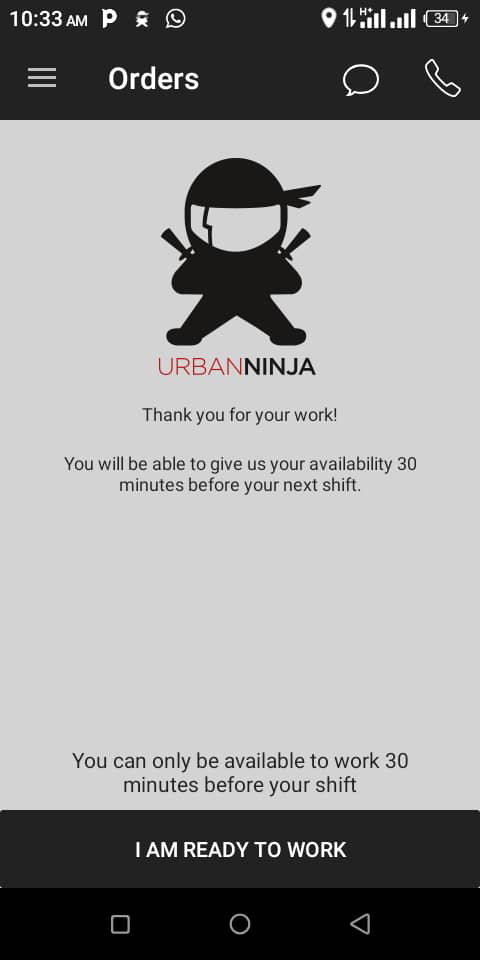 10:33 AM
H+
34
Orders
URBANNINJA
Thank you for your work!
You will be able to give us your availability 30
minutes before your next shift.
You can only be available to work 30
minutes before your shift
I AM READY TO WORK